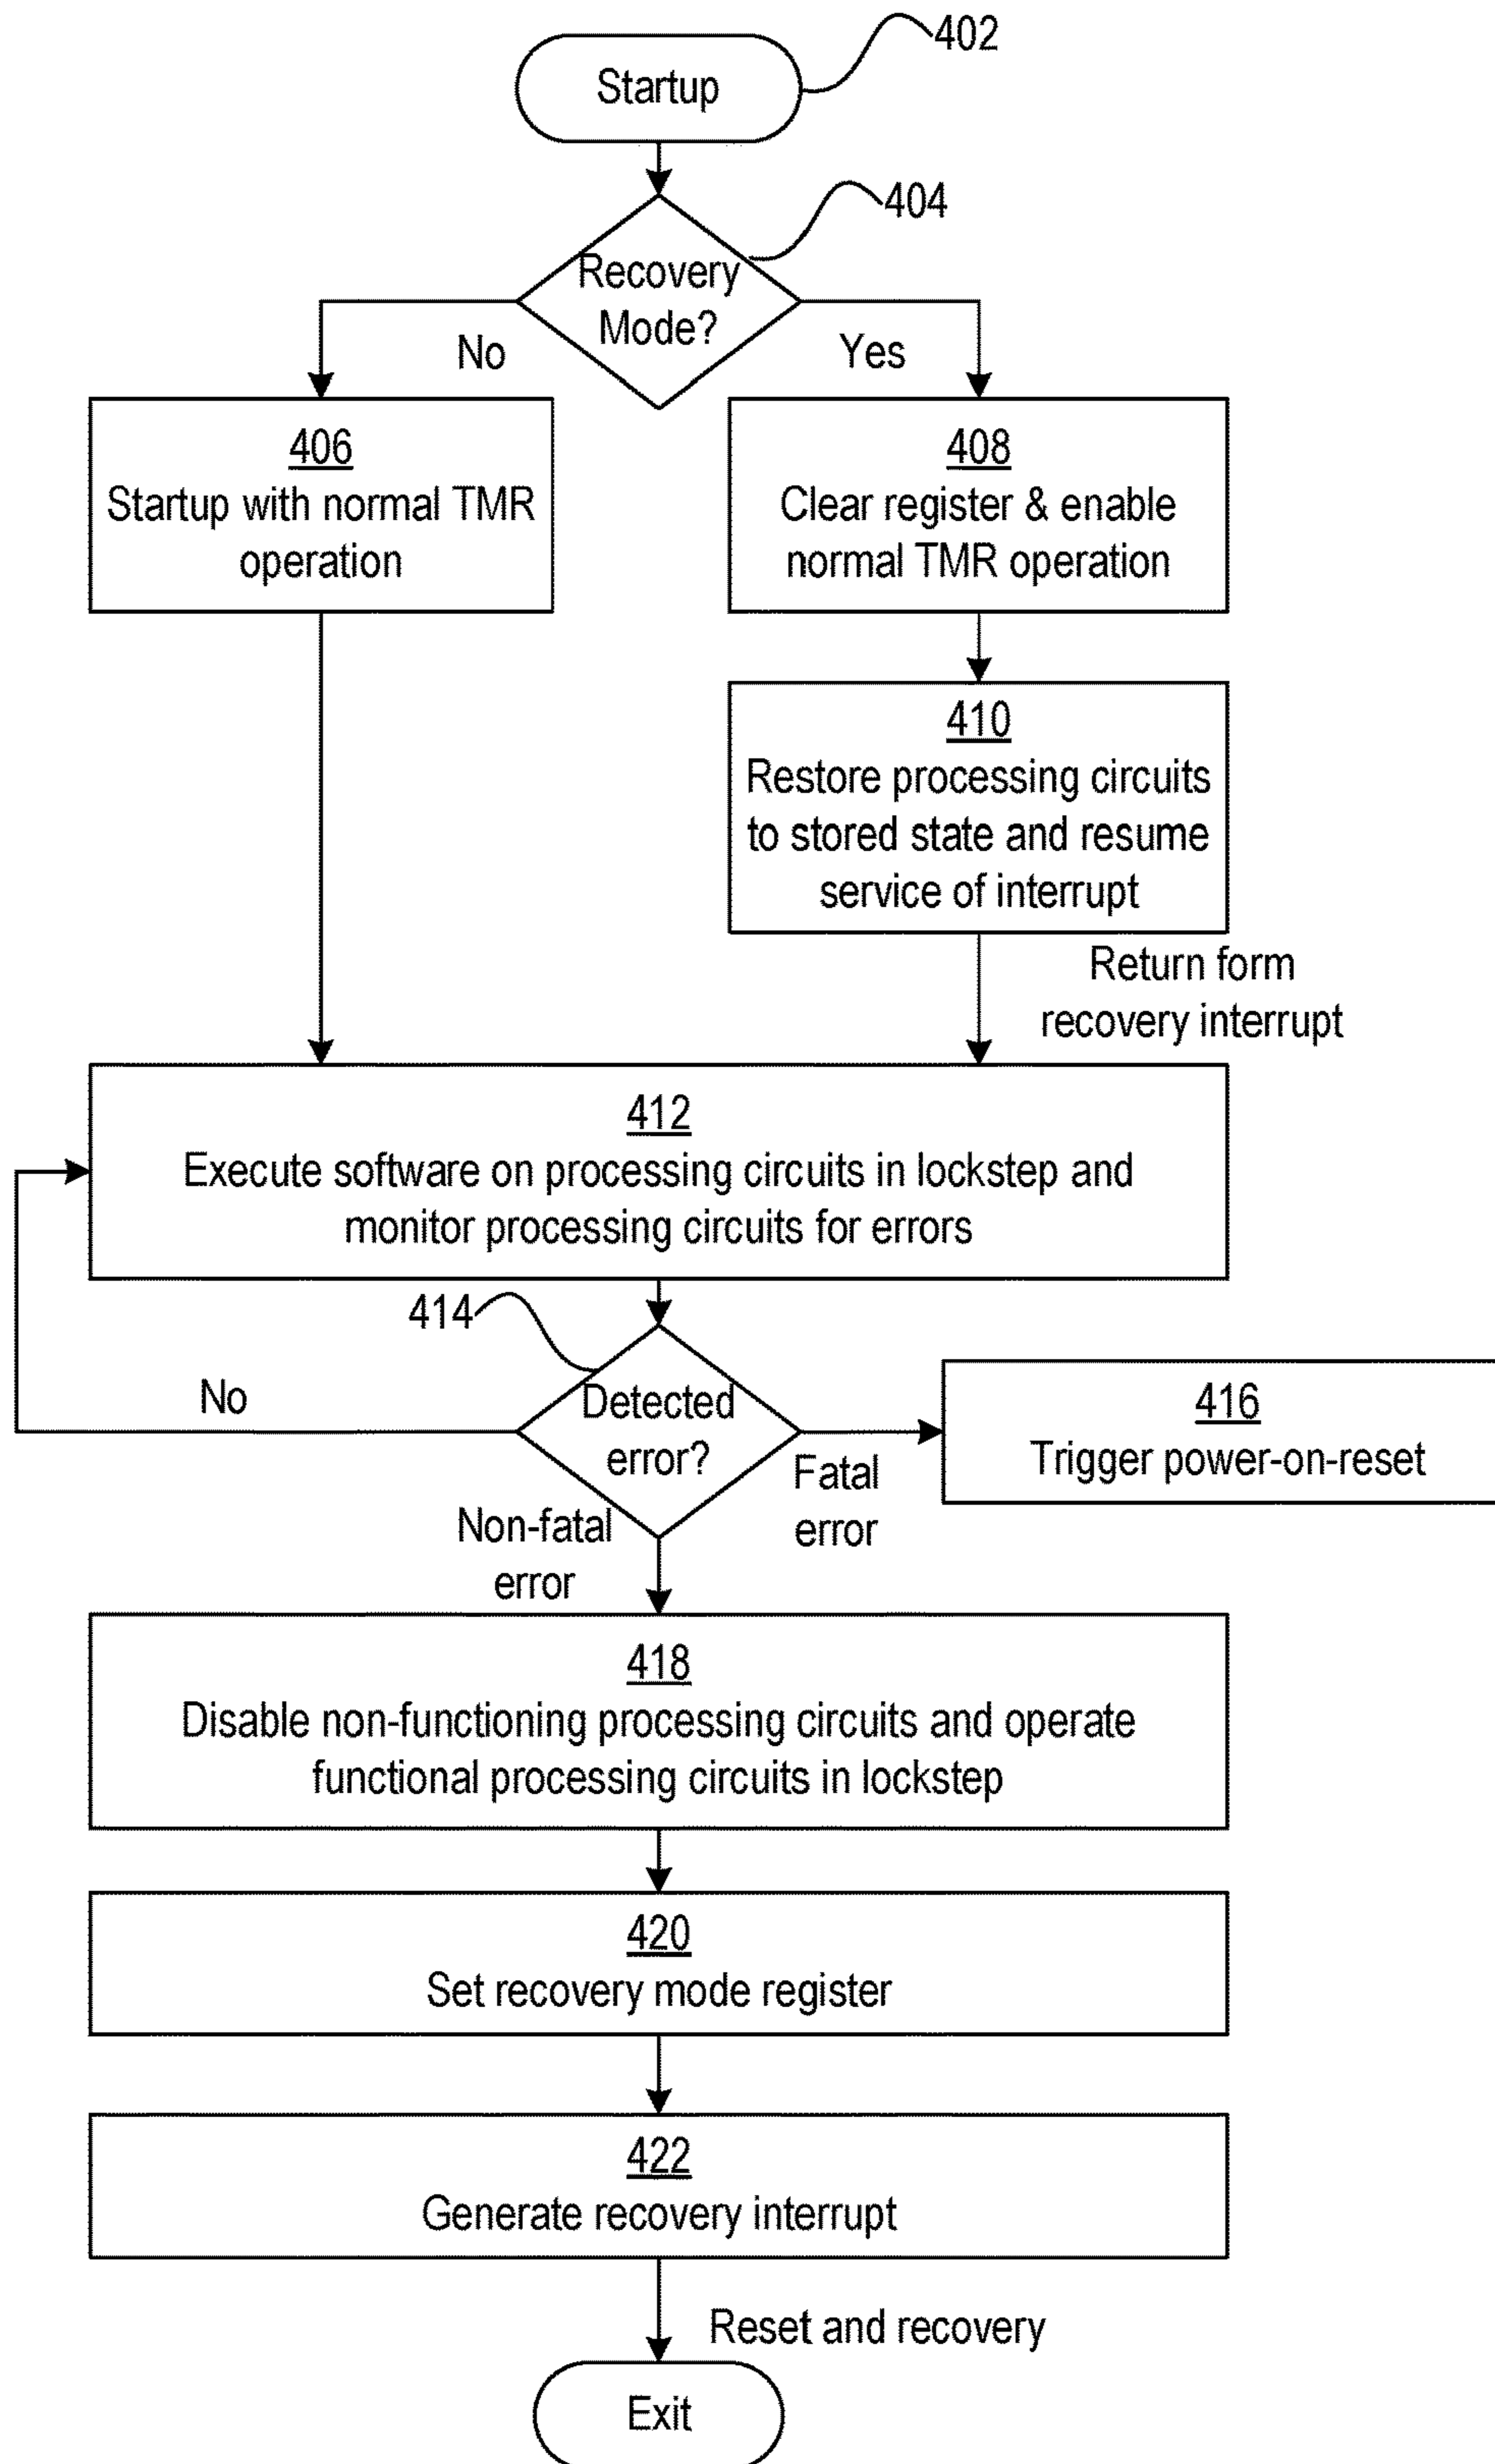 402
Startup
404
Recovery
Mode?
No
Yes
406
Startup with normal TMR
operation
408
Clear register & enable
normal TMR operation
410
Restore processing circuits
to stored state and resume
service of interrupt
Return form
recovery interrupt
412
Execute software on processing circuits in lockstep and
monitor processing circuits for errors
414
Detected
error?
No
Fatal
error
416
Trigger power-on-reset
Non-fatal
error
418
Disable non-functioning processing circuits and operate
functional processing circuits in lockstep
420
Set recovery mode register
422
Generate recovery interrupt
Reset and recovery
Exit